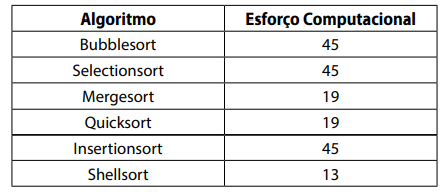 Algoritmo Esforço Computacional
Bubblesort 45
Selectionsort 45
Mergesort 19
Quicksort 19
Insertionsort 45
Shellsort 13